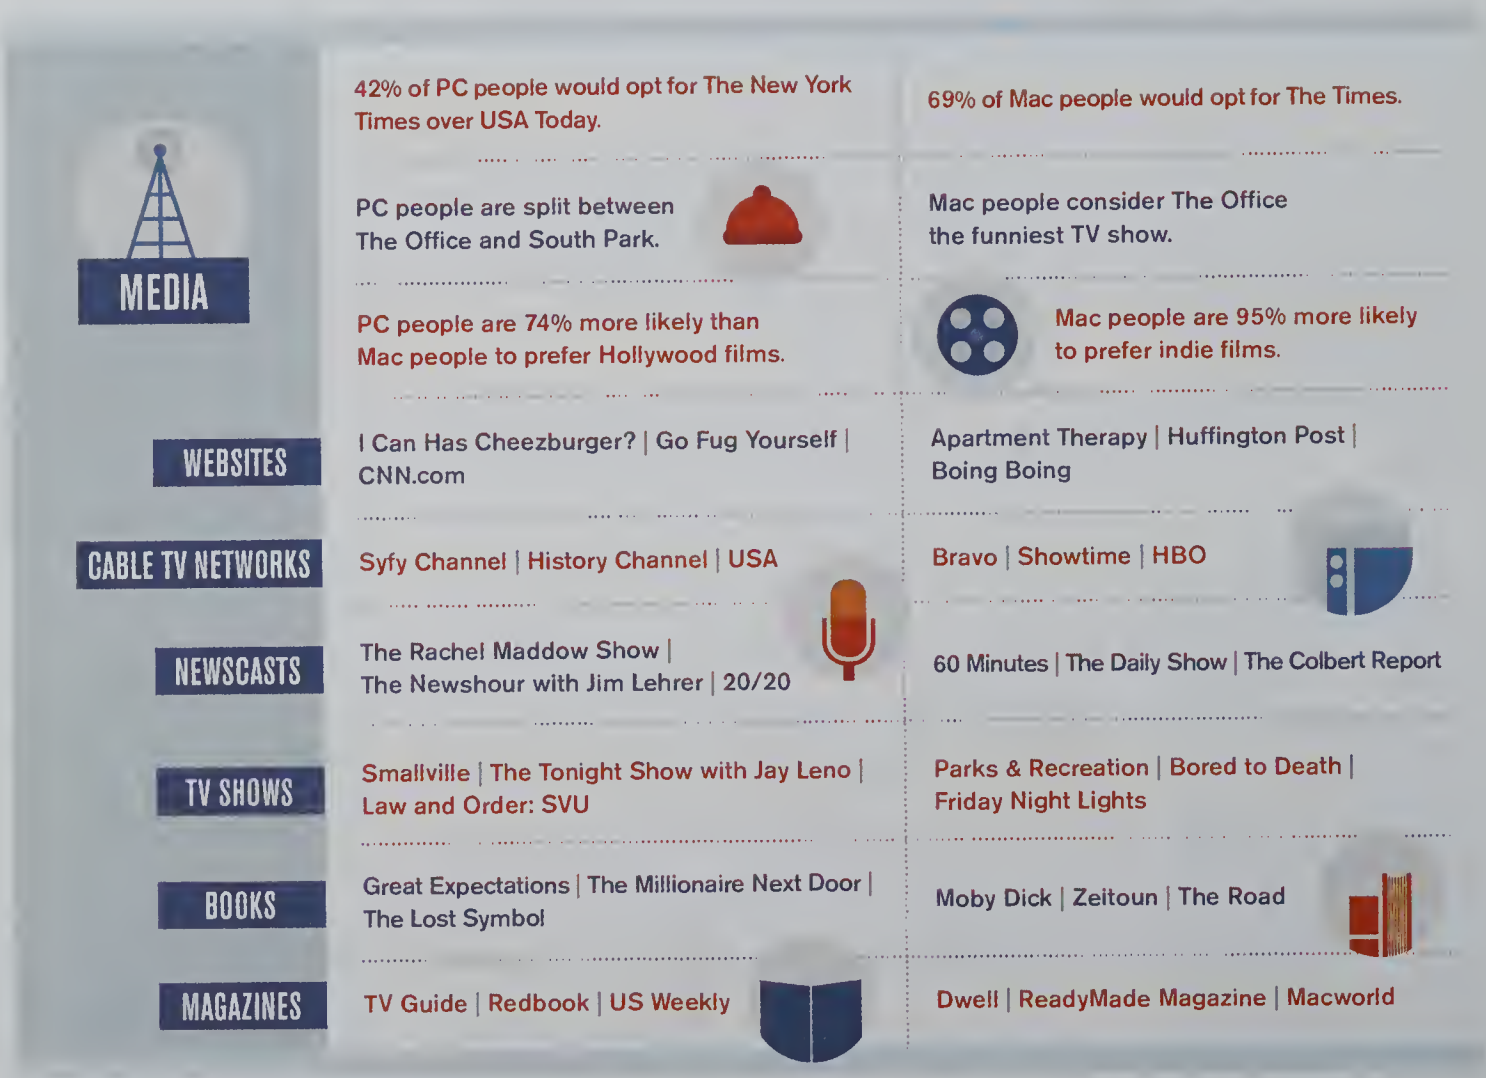 42% of PC people would opt for The New York
Times over USA Today.
69% of Mac people would opt for The Times.
PC people are split between
The Office and South Park.
Mac people consider The Office
the funniest TV show.
MEDIA
PC people are 74% more likely than
Mac people to prefer Hollywood films.
Mac people are 95% more likely
to prefer indie films.
WEBSITES
I Can Has Cheezburger? | Go Fug Yourself |
CNN.com
Apartment Therapy | Huffington Post |
Boing Boing
CABLE TV NETWORKS
Syfy Channel | History Channel | USA
Bravo | Showtime | HBO
NEWSCASTS
The Rachel Maddow Show |
The Newshour with Jim Lehrer | 20/20
60 Minutes | The Daily Show | The Colbert Report
TV SHOWS
Smallville | The Tonight Show with Jay Leno |
Law and Order: SVU
Parks & Recreation | Bored to Death |
Friday Night Lights
BOOKS
Great Expectations | The Millionaire Next Door |
The Lost Symbol
Moby Dick | Zeitoun | The Road
MAGAZINES
TV Guide | Redbook | US Weekly
Dwell | ReadyMade Magazine | Macworld